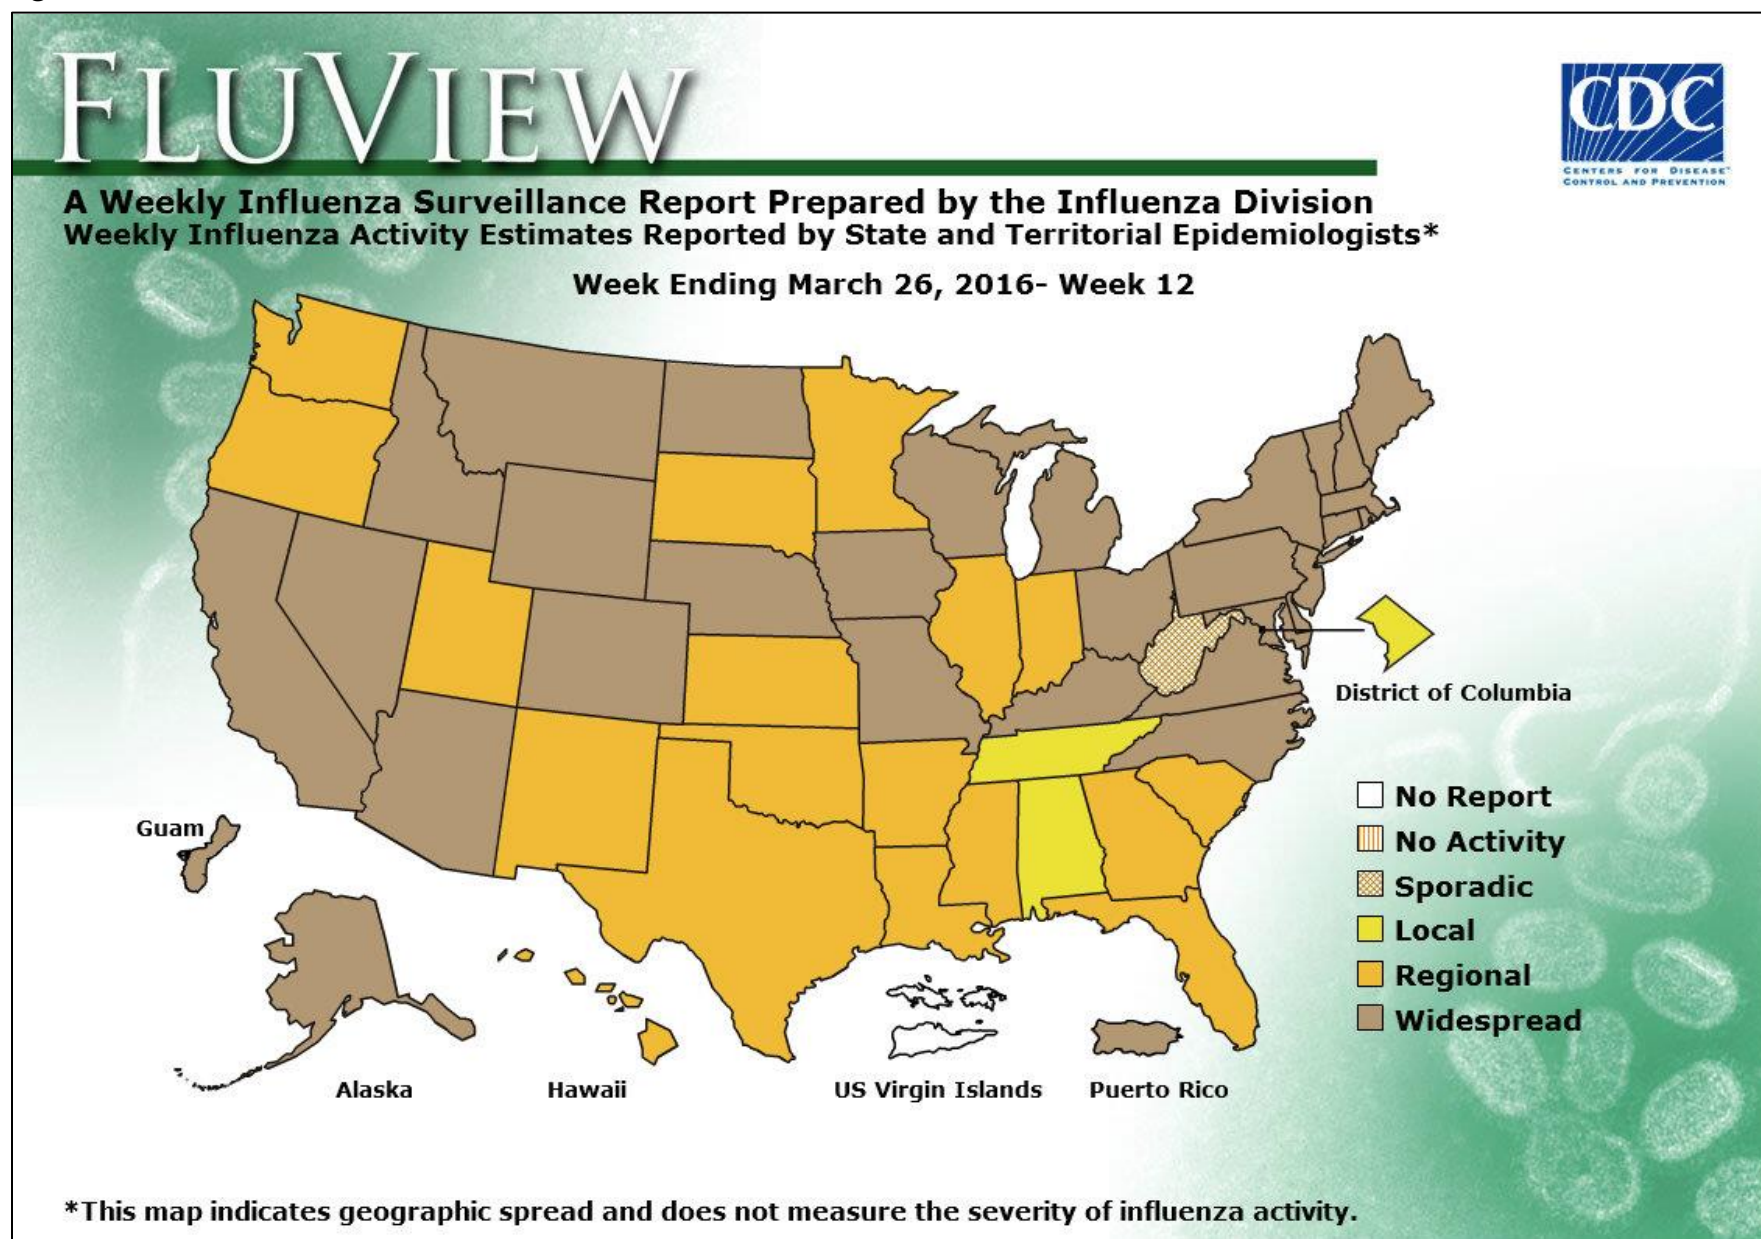 FLUVIEW
CDC
CENTERS FOR DISEASE™
CONTROL AND PREVENTION
A Weekly Influenza Surveillance Report Prepared by the Influenza Division
Weekly Influenza Activity Estimates Reported by State and Territorial Epidemiologists*
Week Ending March 26, 2016- Week 12
District of Columbia
No Report
No Activity
Sporadic
Local
Regional
Widespread
Guam
Alaska
Hawaii
US Virgin Islands
Puerto Rico
*This map indicates geographic spread and does not measure the severity of influenza activity.